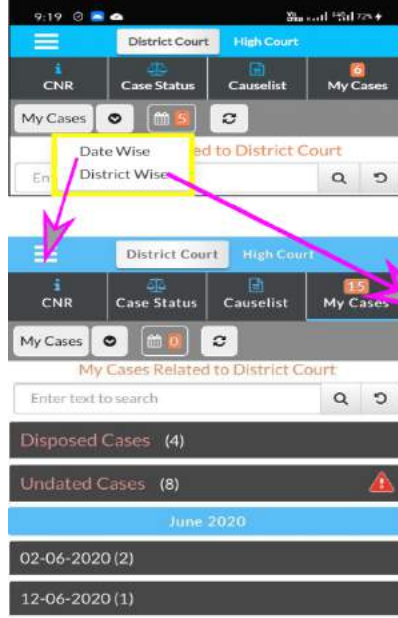 9:19 72%
District Court High Court
6
CNR Case Status Causelist My Cases
My Cases 5
Date Wise ed to District Court
En District Wise
District Court High Court
15
CNR Case Status Causelist My Cases
My Cases 0
My Cases Related to District Court
Enter text to search
Disposed Cases (4)
Undated Cases (8)
June 2020
02-06-2020 (2)
12-06-2020 (1)